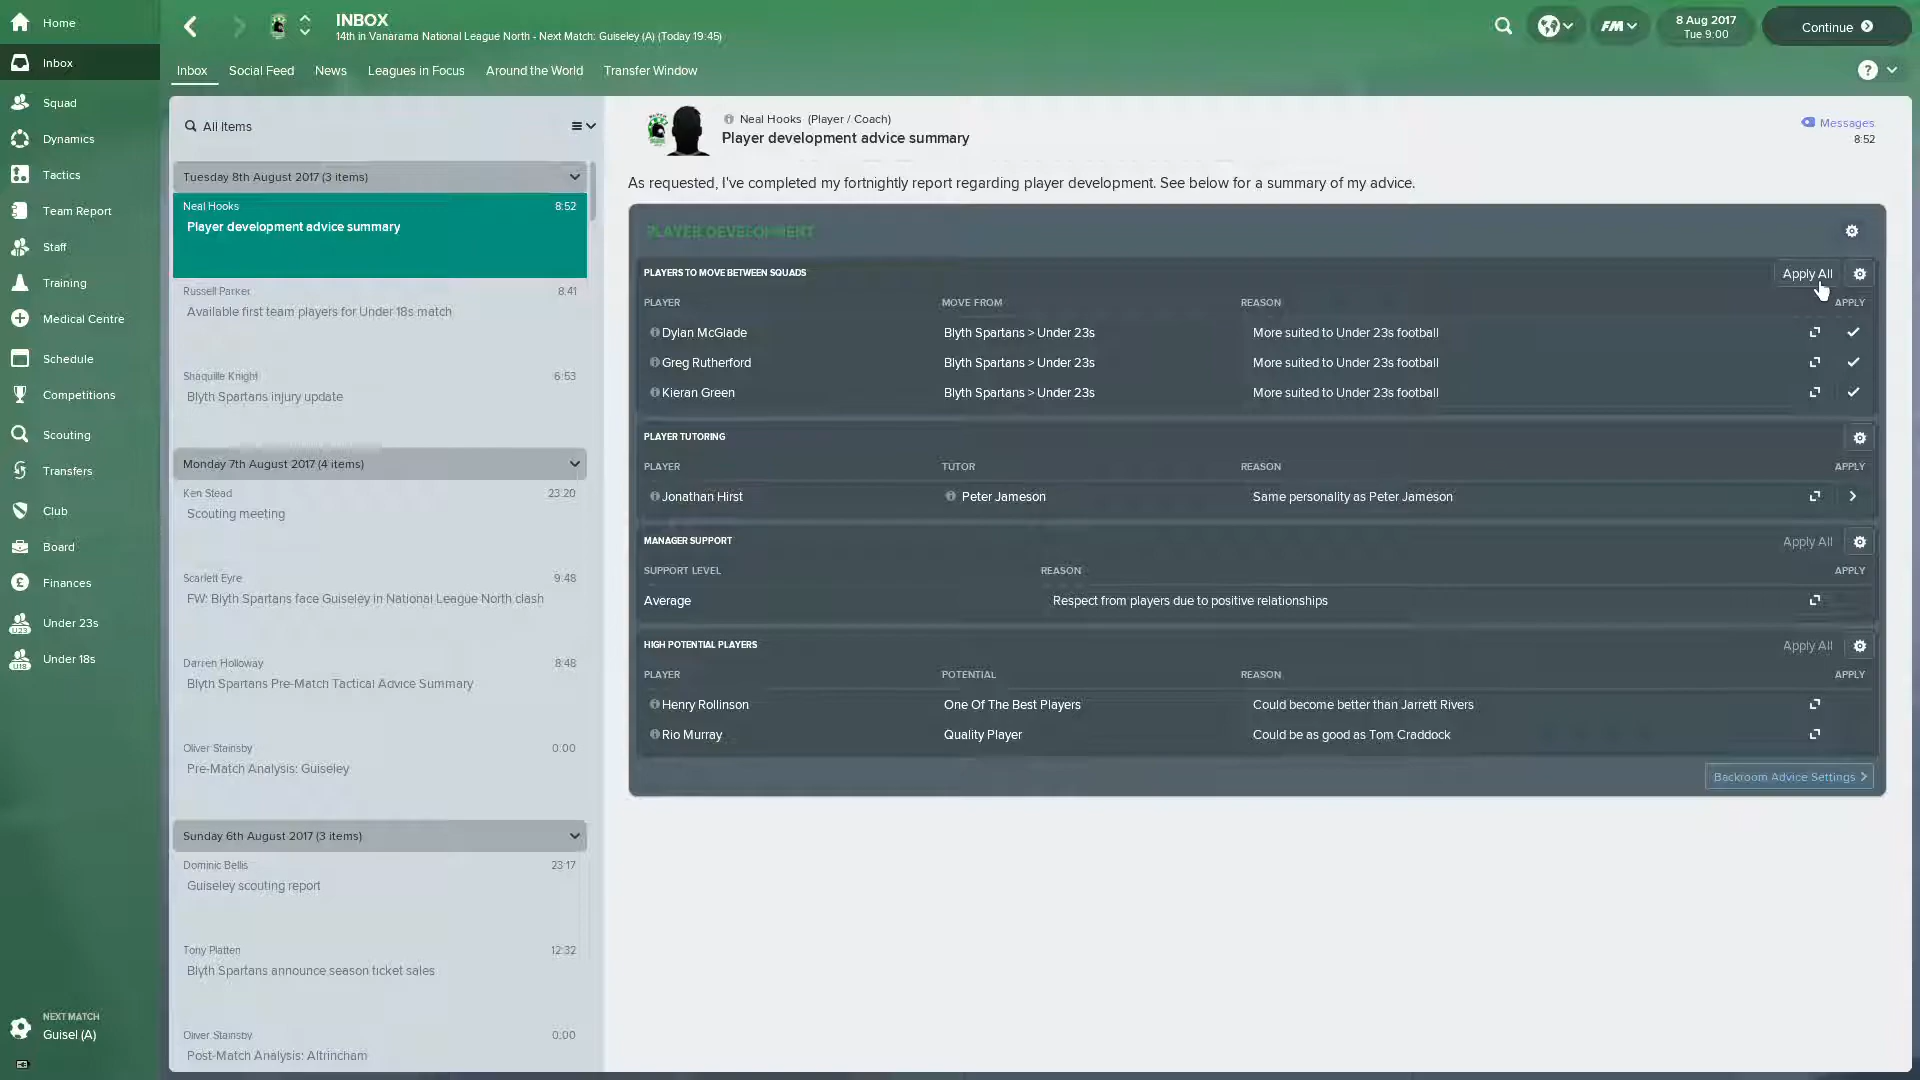 Home
Inbox
Squad
Dynamics
Tactics
Team Report
Staff
Training
Medical Centre
Schedule
Competitions
Scouting
Transfers
Club
Board
Finances
Under 23s
Under 18s
NEXT MATCH
Guisel (A)
INBOX
14th in Vanarama National League North - Next Match: Guiseley (A) (Today 19:45)
FM
8 Aug 2017
Tue 9:00
Continue
Inbox Social Feed News Leagues in Focus Around the World Transfer Window
All Items
Tuesday 8th August 2017 (3 items)
Neal Hooks 8:52
Player development advice summary
Russell Parker 8:41
Available first team players for Under 18s match
Shaquille Knight 6:53
Blyth Spartans injury update
Monday 7th August 2017 (4 items)
Ken Stead 23:20
Scouting meeting
Scarlett Eyre 9:48
FW: Blyth Spartans face Guiseley in National League North clash
Darren Holloway 8:48
Blyth Spartans Pre-Match Tactical Advice Summary
Oliver Stainsby 0:00
Pre-Match Analysis: Guiseley
Sunday 6th August 2017 (3 items)
Dominic Bellis 23:17
Guiseley scouting report
Tony Platten 12:32
Blyth Spartans announce season ticket sales
Oliver Stainsby 0:00
Post-Match Analysis: Altrincham
Neal Hooks (Player / Coach)
Player development advice summary
Messages
8:52
As requested, I've completed my fortnightly report regarding player development. See below for a summary of my advice.
PLAYER DEVELOPMENT
PLAYERS TO MOVE BETWEEN SQUADS Apply All
PLAYER MOVE FROM REASON APPLY
Dylan McGlade Blyth Spartans > Under 23s More suited to Under 23s football
Greg Rutherford Blyth Spartans > Under 23s More suited to Under 23s football
Kieran Green Blyth Spartans > Under 23s More suited to Under 23s football
PLAYER TUTORING
PLAYER TUTOR REASON APPLY
Jonathan Hirst Peter Jameson Same personality as Peter Jameson
MANAGER SUPPORT Apply All
SUPPORT LEVEL REASON APPLY
Average Respect from players due to positive relationships
HIGH POTENTIAL PLAYERS Apply All
PLAYER POTENTIAL REASON APPLY
Henry Rollinson One Of The Best Players Could become better than Jarrett Rivers
Rio Murray Quality Player Could be as good as Tom Craddock
Backroom Advice Settings >